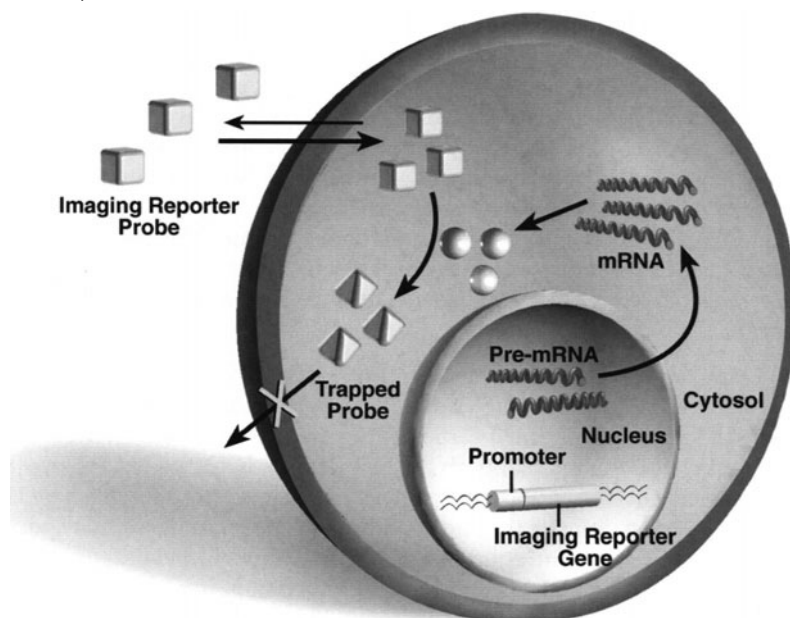 Imaging Reporter
Probe
mRNA
Pre-mRNA
Trapped
Probe
Cytosol
Nucleus
Promoter
Imaging Reporter
Gene